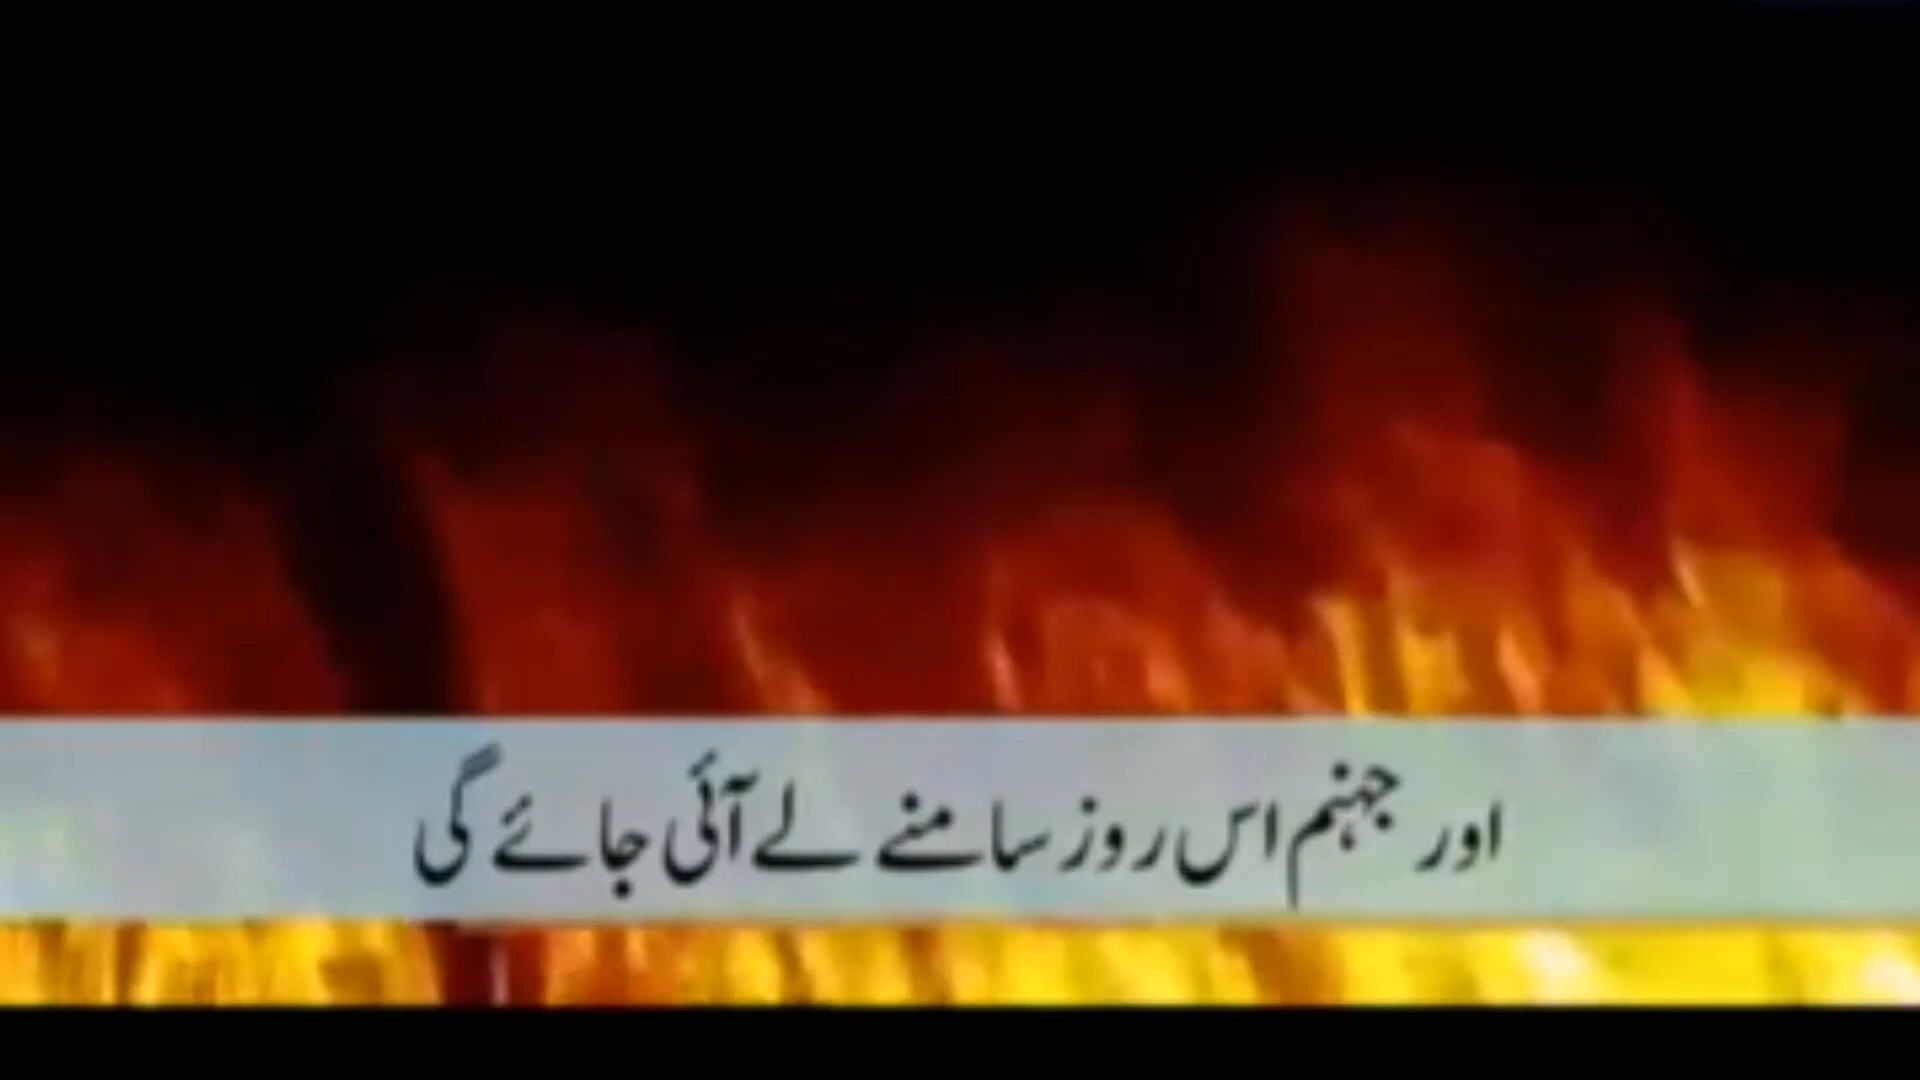 اور جہنم اس روز سامنے لے آئی جائے گی